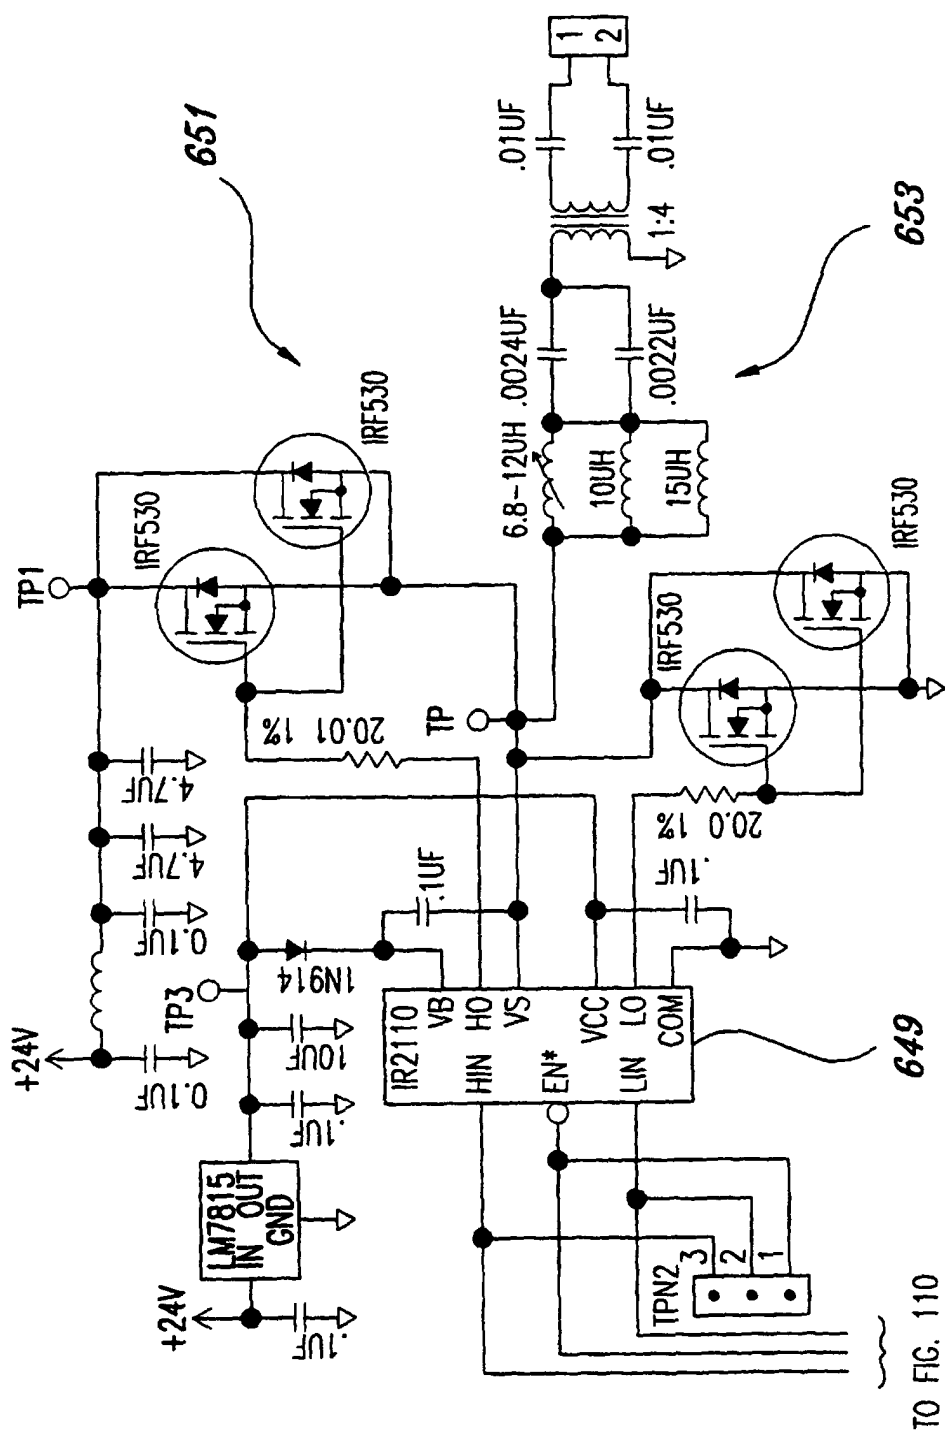 651
653
649
TP1
IRF530
IRF530
+24V
0.1UF
0.1UF
4.7UF
4.7UF
20.01 1%
TP3
1N914
.1UF
10UF
.1UF
LM7815
IN OUT
GND
+24V
.1UF
TP
6.8-12UH
10UH
15UH
.0024UF
.0022UF
1:4
.01UF
.01UF
1
2
IR2110
VB
HIN HO
VS
EN*
VCC
LIN LO
COM
.1UF
20.0 1%
IRF530
IRF530
TPN2
3
2
1
TO FIG. 110